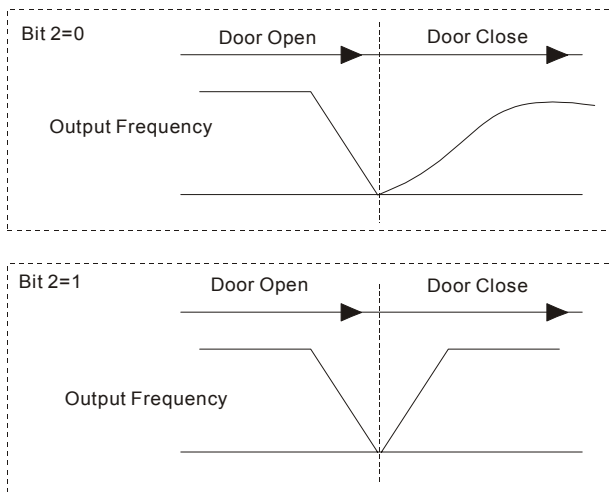 Bit 2=0
Door Open
Door Close
Output Frequency
Bit 2=1
Door Open
Door Close
Output Frequency